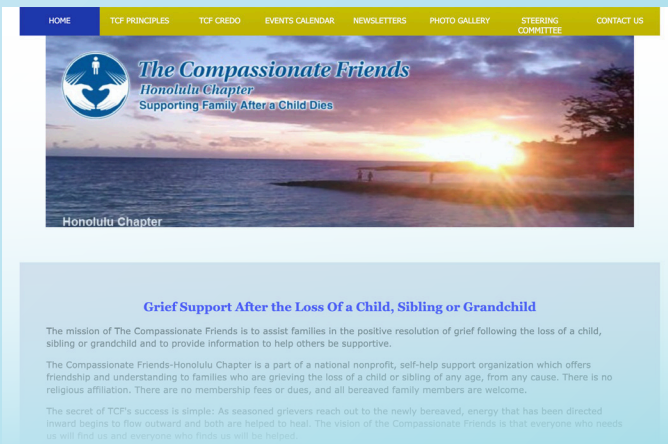 HOME TCF PRINCIPLES TCF CREDO EVENTS CALENDAR NEWSLETTERS PHOTO GALLERY STEERING COMMITTEE CONTACT US
The Compassionate Friends
Honolulu Chapter
Supporting Family After a Child Dies
Honolulu Chapter
Grief Support After the Loss Of a Child, Sibling or Grandchild
The mission of The Compassionate Friends is to assist families in the positive resolution of grief following the loss of a child,
sibling or grandchild and to provide information to help others be supportive.
The Compassionate Friends-Honolulu Chapter is a part of a national nonprofit, self-help support organization which offers
friendship and understanding to families who are grieving the loss of a child or sibling of any age, from any cause. There is no
religious affiliation. There are no membership fees or dues, and all bereaved family members are welcome.
The secret of TCF's success is simple: As seasoned grievers reach out to the newly bereaved, energy that has been directed
inward begins to flow outward and both are helped to heal. The vision of the Compassionate Friends is that everyone who needs
us will find us and everyone who finds us will be helped.